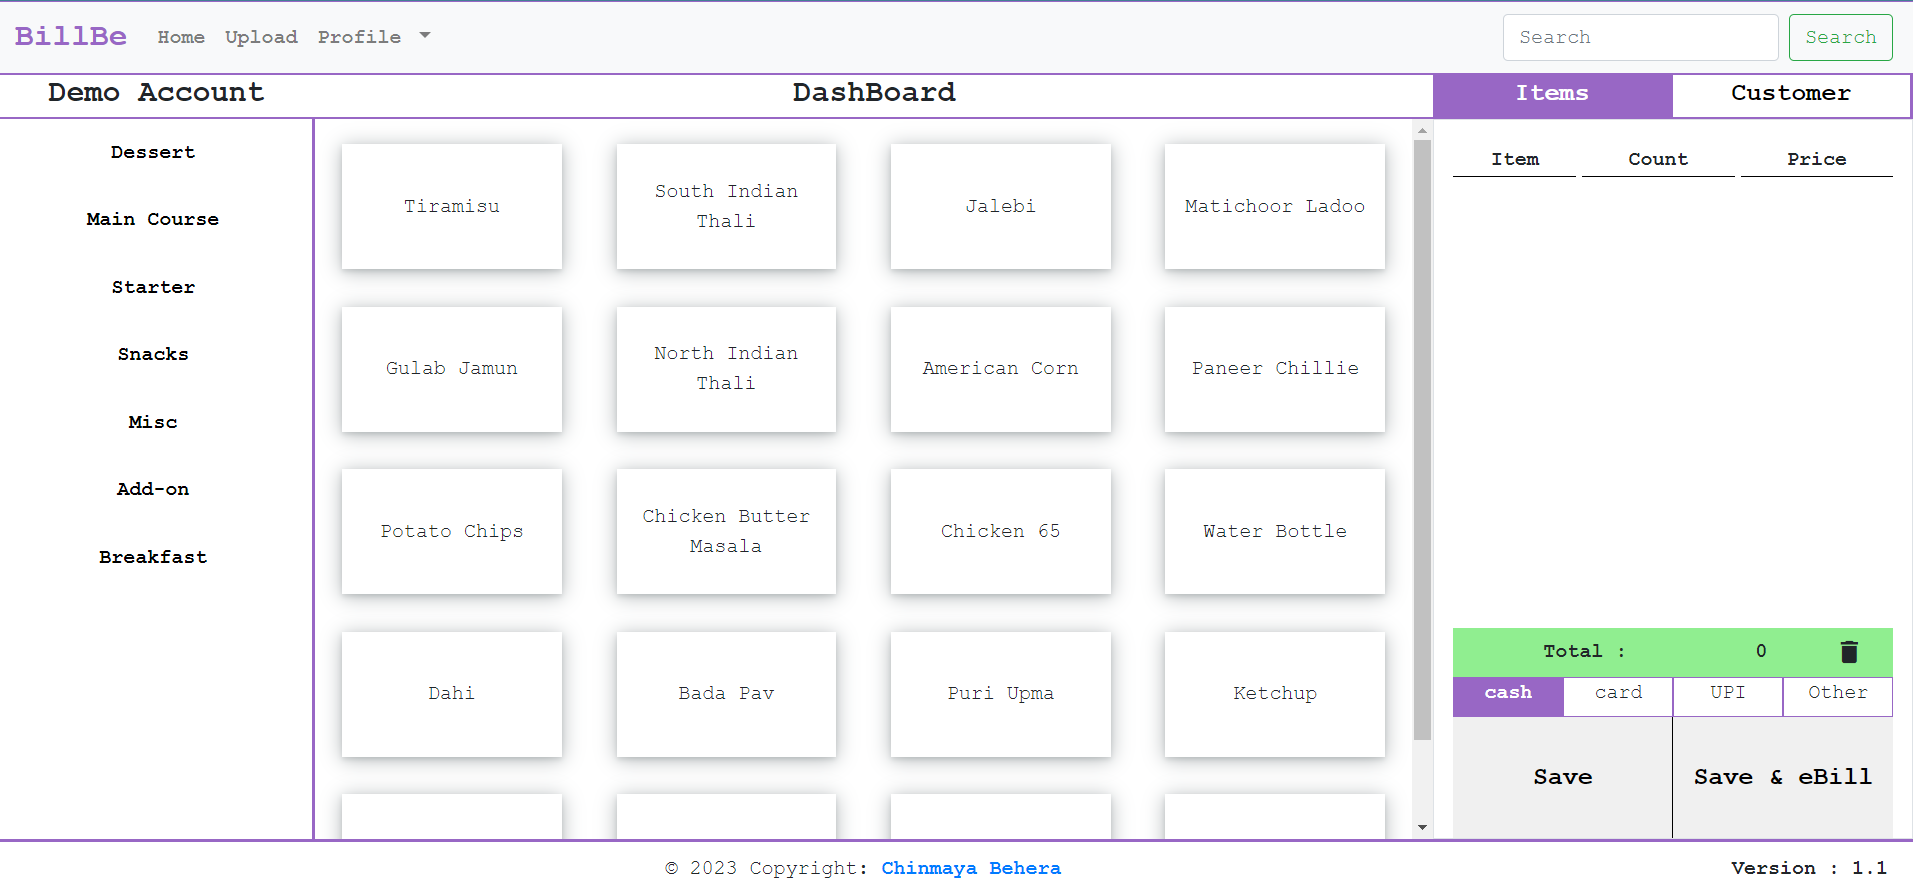 BillBe Home Upload Profile Search Search
Demo Account DashBoard Items Customer
Dessert
Main Course
Starter
Snacks
Misc
Add-on
Breakfast
Tiramisu
South Indian
Thali
Jalebi
Matichoor Ladoo
Gulab Jamun
North Indian
Thali
American Corn
Paneer Chillie
Potato Chips
Chicken Butter
Masala
Chicken 65
Water Bottle
Dahi
Bada Pav
Puri Upma
Ketchup
Item Count Price
Total : 0
cash card UPI Other
Save Save & eBill
© 2023 Copyright: Chinmaya Behera
Version : 1.1